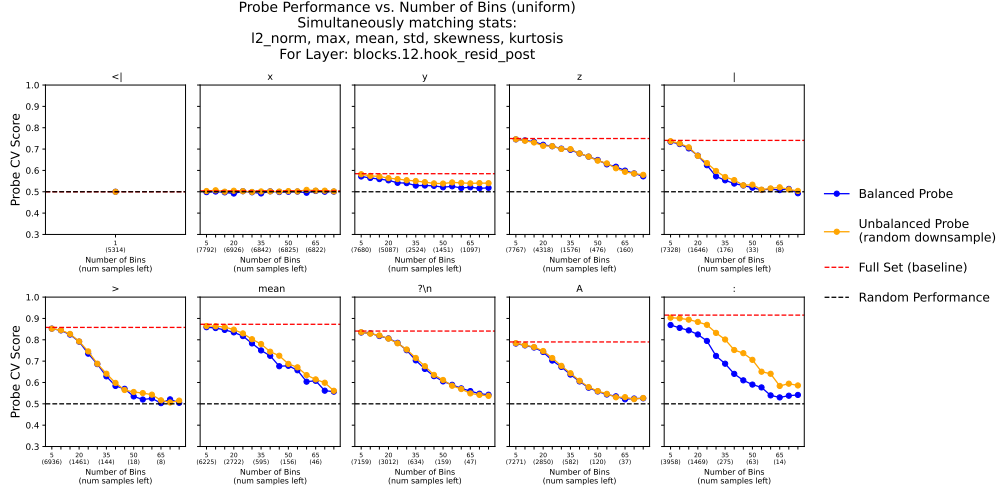 Probe Performance vs. Number of Bins (uniform)
Simultaneously matching stats:
l2_norm, max, mean, std, skewness, kurtosis
For Layer: blocks.12.hook_resid_post
<| x y z |
Probe CV Score
1.0
0.9
0.8
0.7
0.6
0.5
0.4
0.3
1
(5314)
5 20 35 50 65
(7792) (6926) (6842) (6825) (6822)
5 20 35 50 65
(7680) (5087) (2524) (1451) (1097)
5 20 35 50 65
(7767) (4318) (1576) (476) (160)
5 20 35 50 65
(7328) (1646) (176) (33) (8)
Number of Bins Number of Bins Number of Bins Number of Bins Number of Bins
(num samples left) (num samples left) (num samples left) (num samples left) (num samples left)
Balanced Probe
Unbalanced Probe
(random downsample)
Full Set (baseline)
Random Performance
> mean ?\n A :
Probe CV Score
1.0
0.9
0.8
0.7
0.6
0.5
0.4
0.3
5 20 35 50 65
(6936) (1461) (144) (18) (8)
5 20 35 50 65
(6225) (2722) (595) (156) (46)
5 20 35 50 65
(7159) (3012) (634) (159) (47)
5 20 35 50 65
(7271) (2850) (582) (120) (37)
5 20 35 50 65
(3958) (1469) (275) (63) (14)
Number of Bins Number of Bins Number of Bins Number of Bins Number of Bins
(num samples left) (num samples left) (num samples left) (num samples left) (num samples left)